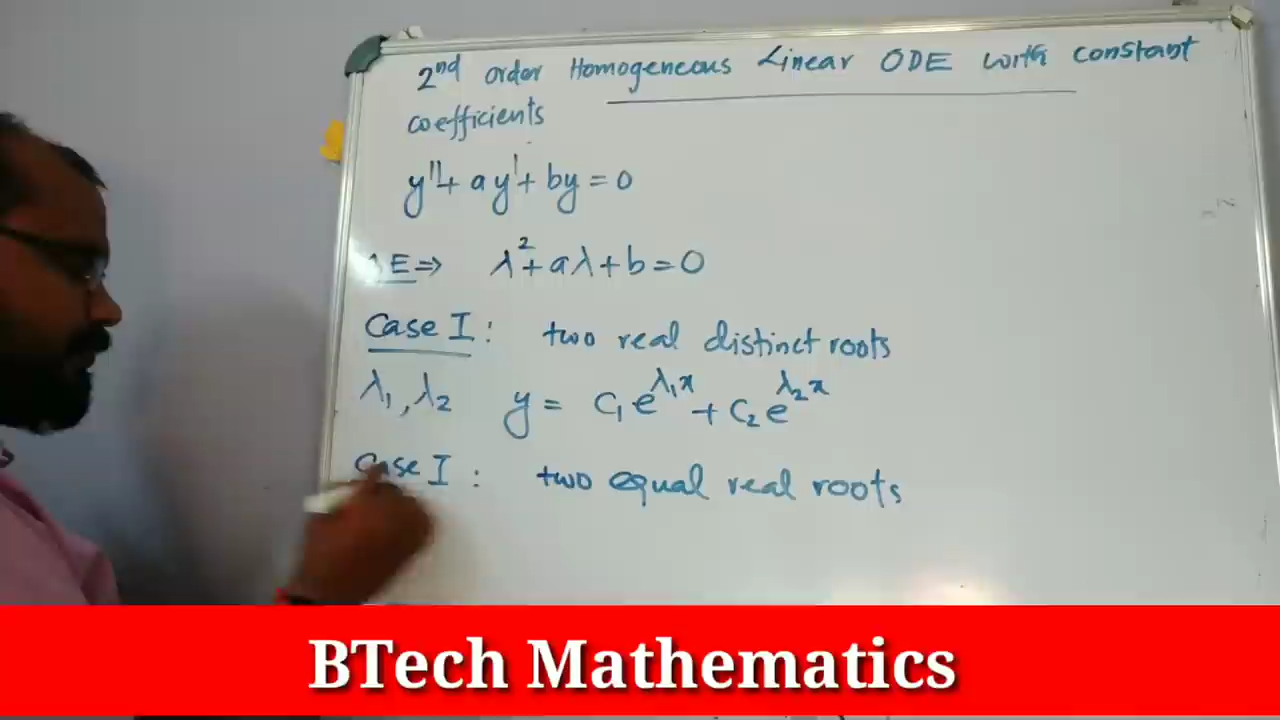 2nd order Homogeneous Linear ODE with constant
coefficients
y''+ ay'+ by = 0
E ⇒ λ²+aλ+b=0
Case I : two real distinct roots
λ₁, λ₂ y = C₁e^λ₁x + C₂e^λ₂x
Case I : two equal real roots
BTech Mathematics